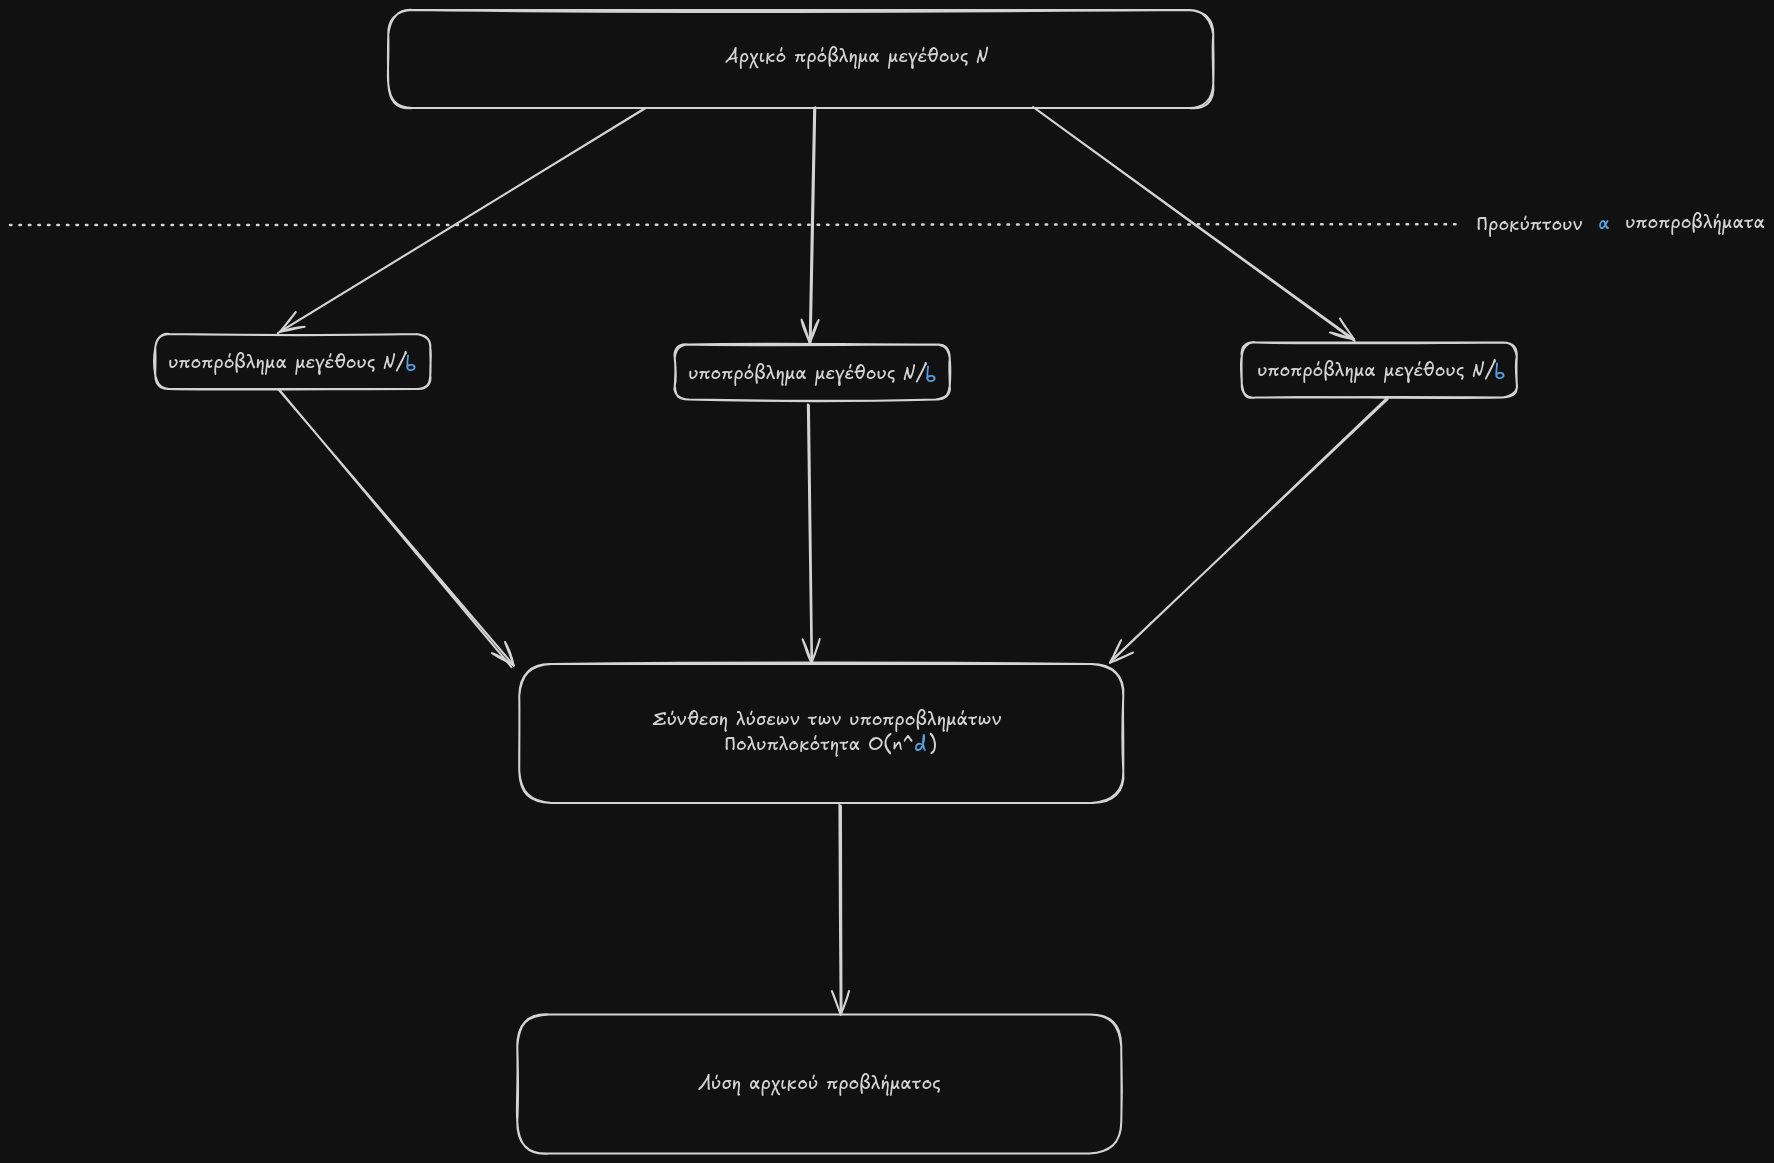 Αρχικό πρόβλημα μεγέθους Ν
Προκύπτουν α υποπροβλήματα
υποπρόβλημα μεγέθους Ν/b
υποπρόβλημα μεγέθους Ν/b
υποπρόβλημα μεγέθους Ν/b
Σύνθεση λύσεων των υποπροβλημάτων
Πολυπλοκότητα O(n^d)
Λύση αρχικού προβλήματος